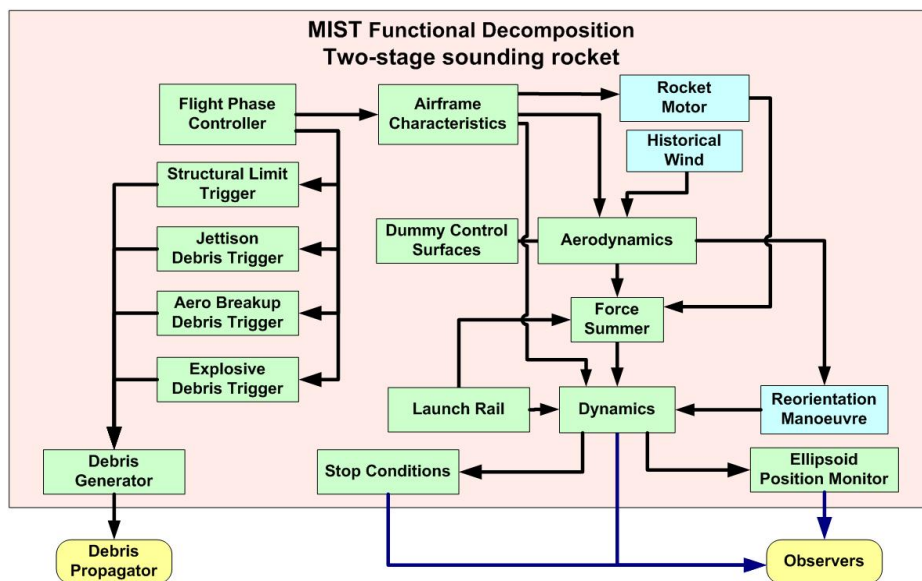 MIST Functional Decomposition
Two-stage sounding rocket
Flight Phase
Controller
Airframe
Characteristics
Rocket
Motor
Historical
Wind
Structural Limit
Trigger
Jettison
Debris Trigger
Dummy Control
Surfaces
Aerodynamics
Aero Breakup
Debris Trigger
Force
Summer
Explosive
Debris Trigger
Launch Rail
Dynamics
Reorientation
Manoeuvre
Debris
Generator
Stop Conditions
Ellipsoid
Position Monitor
Debris
Propagator
Observers